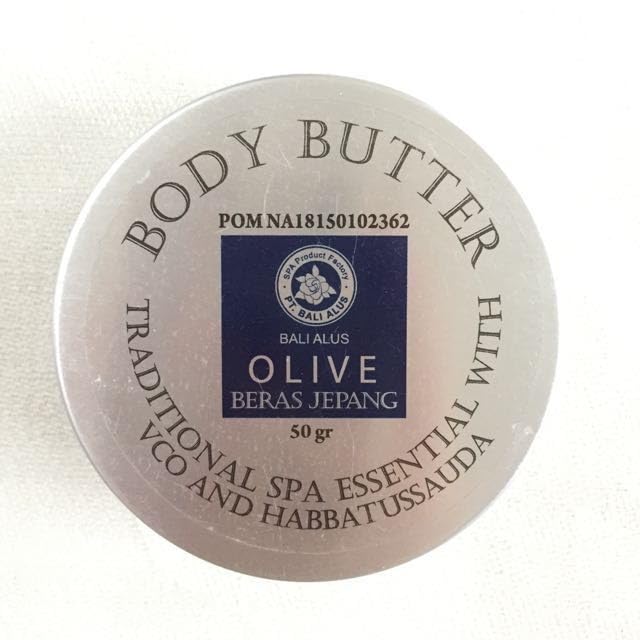 BODY BUTTER
POM NA18150102362
SPA Product Factory
PT. BALI ALUS
BALI ALUS
OLIVE
BERAS JEPANG
50 gr
TRADITIONAL SPA ESSENTIAL WITH
VCO AND HABBATUSSAUDA